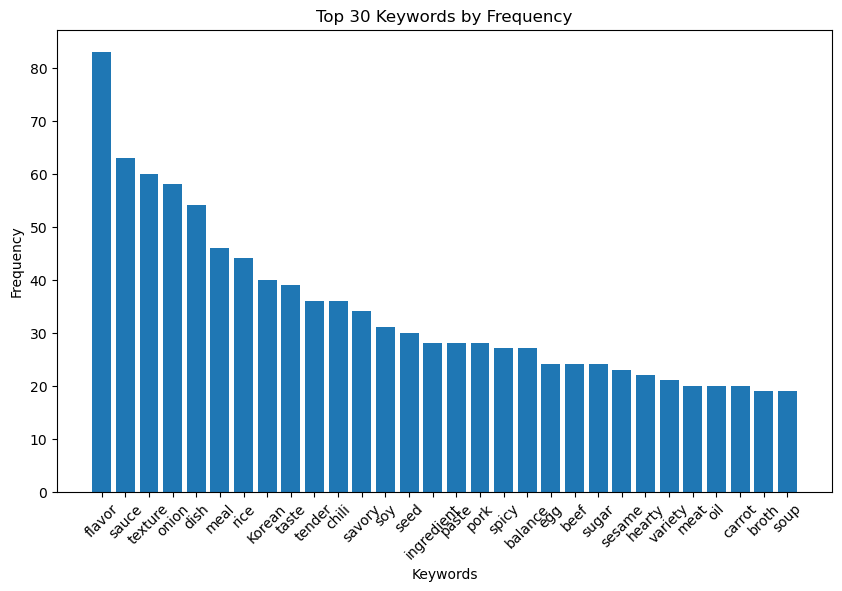 Top 30 Keywords by Frequency
Frequency
80
70
60
50
40
30
20
10
0
flavor
sauce
texture
onion
dish
meal
rice
Korean
taste
tender
chili
savory
soy
seed
ingredient
paste
pork
spicy
balance
egg
beef
sugar
sesame
hearty
variety
meat
oil
carrot
broth
soup
Keywords